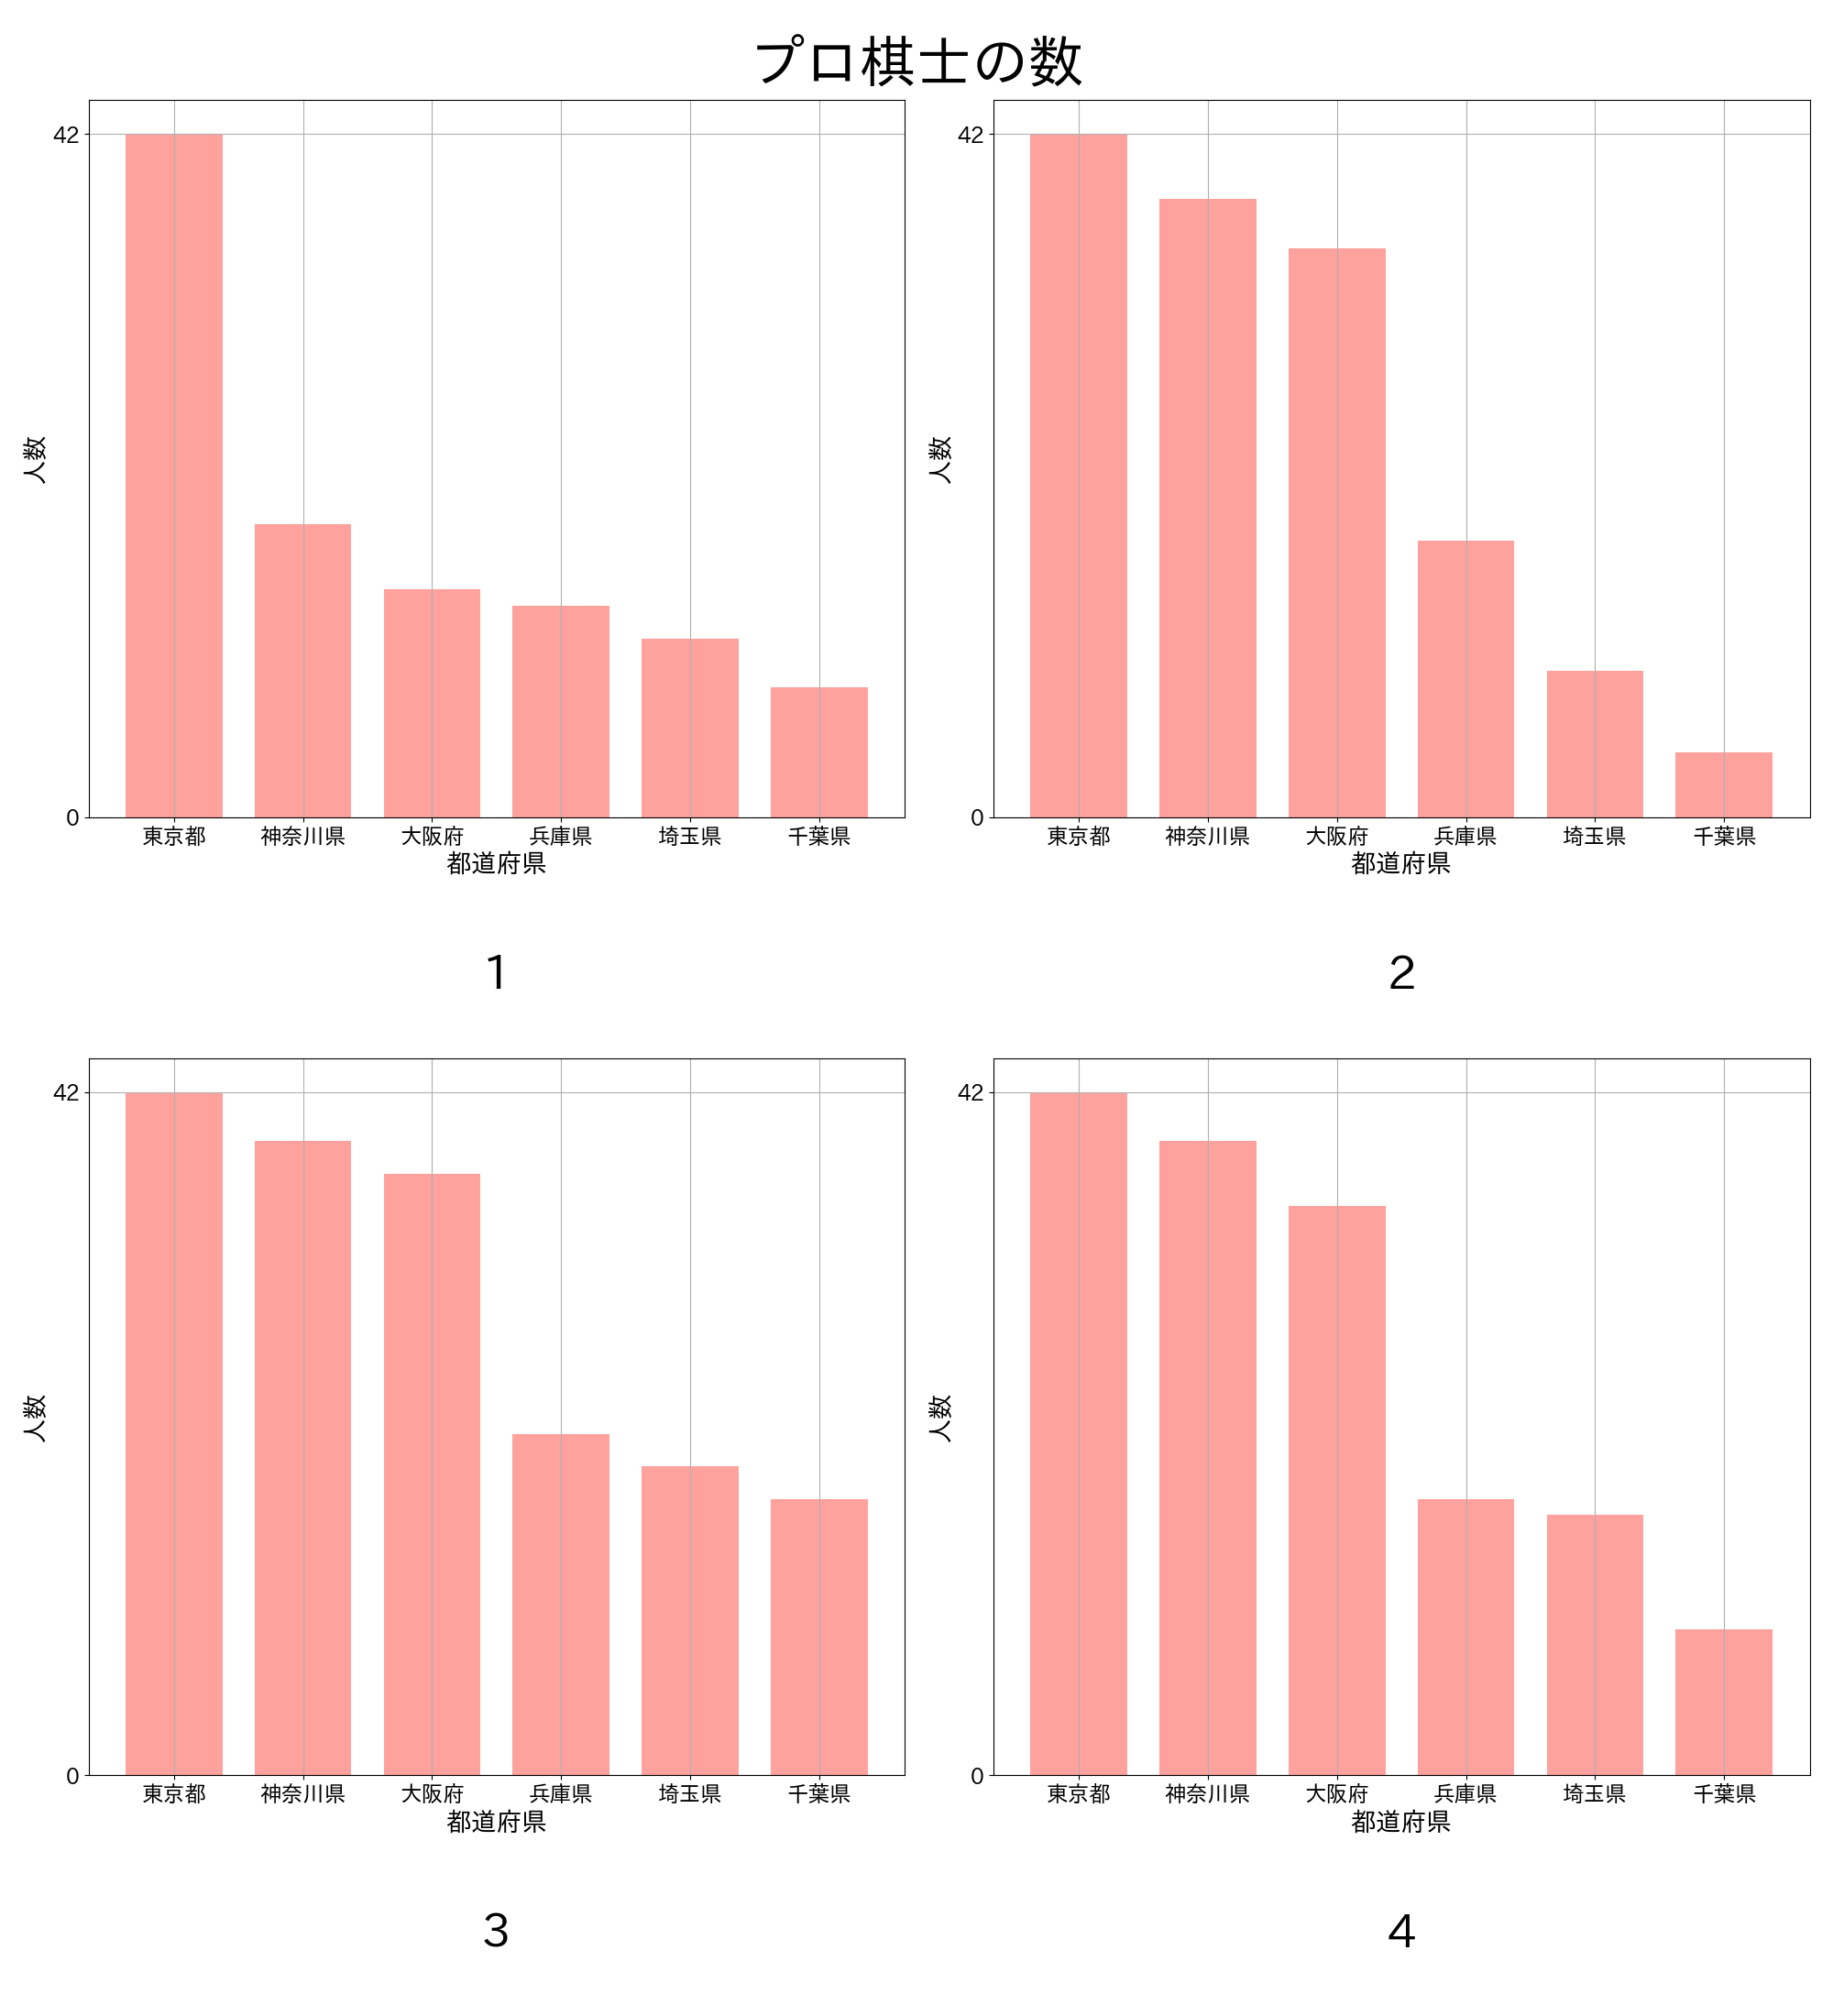 プロ棋士の数
42
0
人数
東京都 神奈川県 大阪府 兵庫県 埼玉県 千葉県
都道府県
1
42
0
人数
東京都 神奈川県 大阪府 兵庫県 埼玉県 千葉県
都道府県
2
42
0
人数
東京都 神奈川県 大阪府 兵庫県 埼玉県 千葉県
都道府県
3
42
0
人数
東京都 神奈川県 大阪府 兵庫県 埼玉県 千葉県
都道府県
4